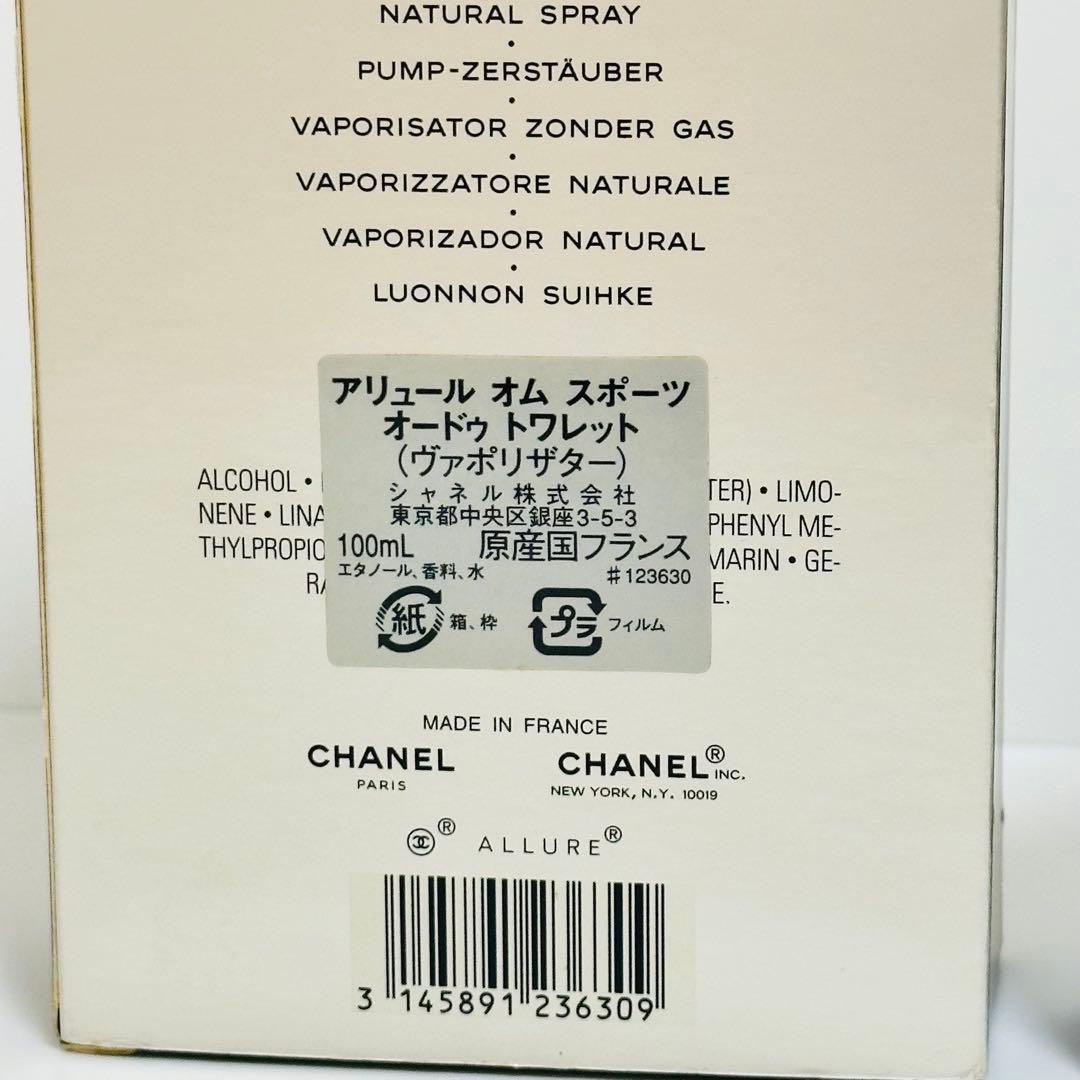 NATURAL SPRAY
•
PUMP-ZERSTÄUBER
•
VAPORISATOR ZONDER GAS
•
VAPORIZZATORE NATURALE
•
VAPORIZADOR NATURAL
•
LUONNON SUIHKE
アリュール オム スポーツ
オードゥ トワレット
(ヴァポリザター)
シャネル株式会社
東京都中央区銀座3-5-3
100mL 原産国フランス
エタノール、香料、水 #123630
紙 箱、枠 プラ フィルム
ALCOHOL • TER) • LIMO-
NENE • LINA PHENYL ME-
THYLPROPIO MARIN • GE-
RA E.
MADE IN FRANCE
CHANEL CHANEL® INC.
PARIS NEW YORK, N.Y. 10019
® ALLURE®
3 145891 236309